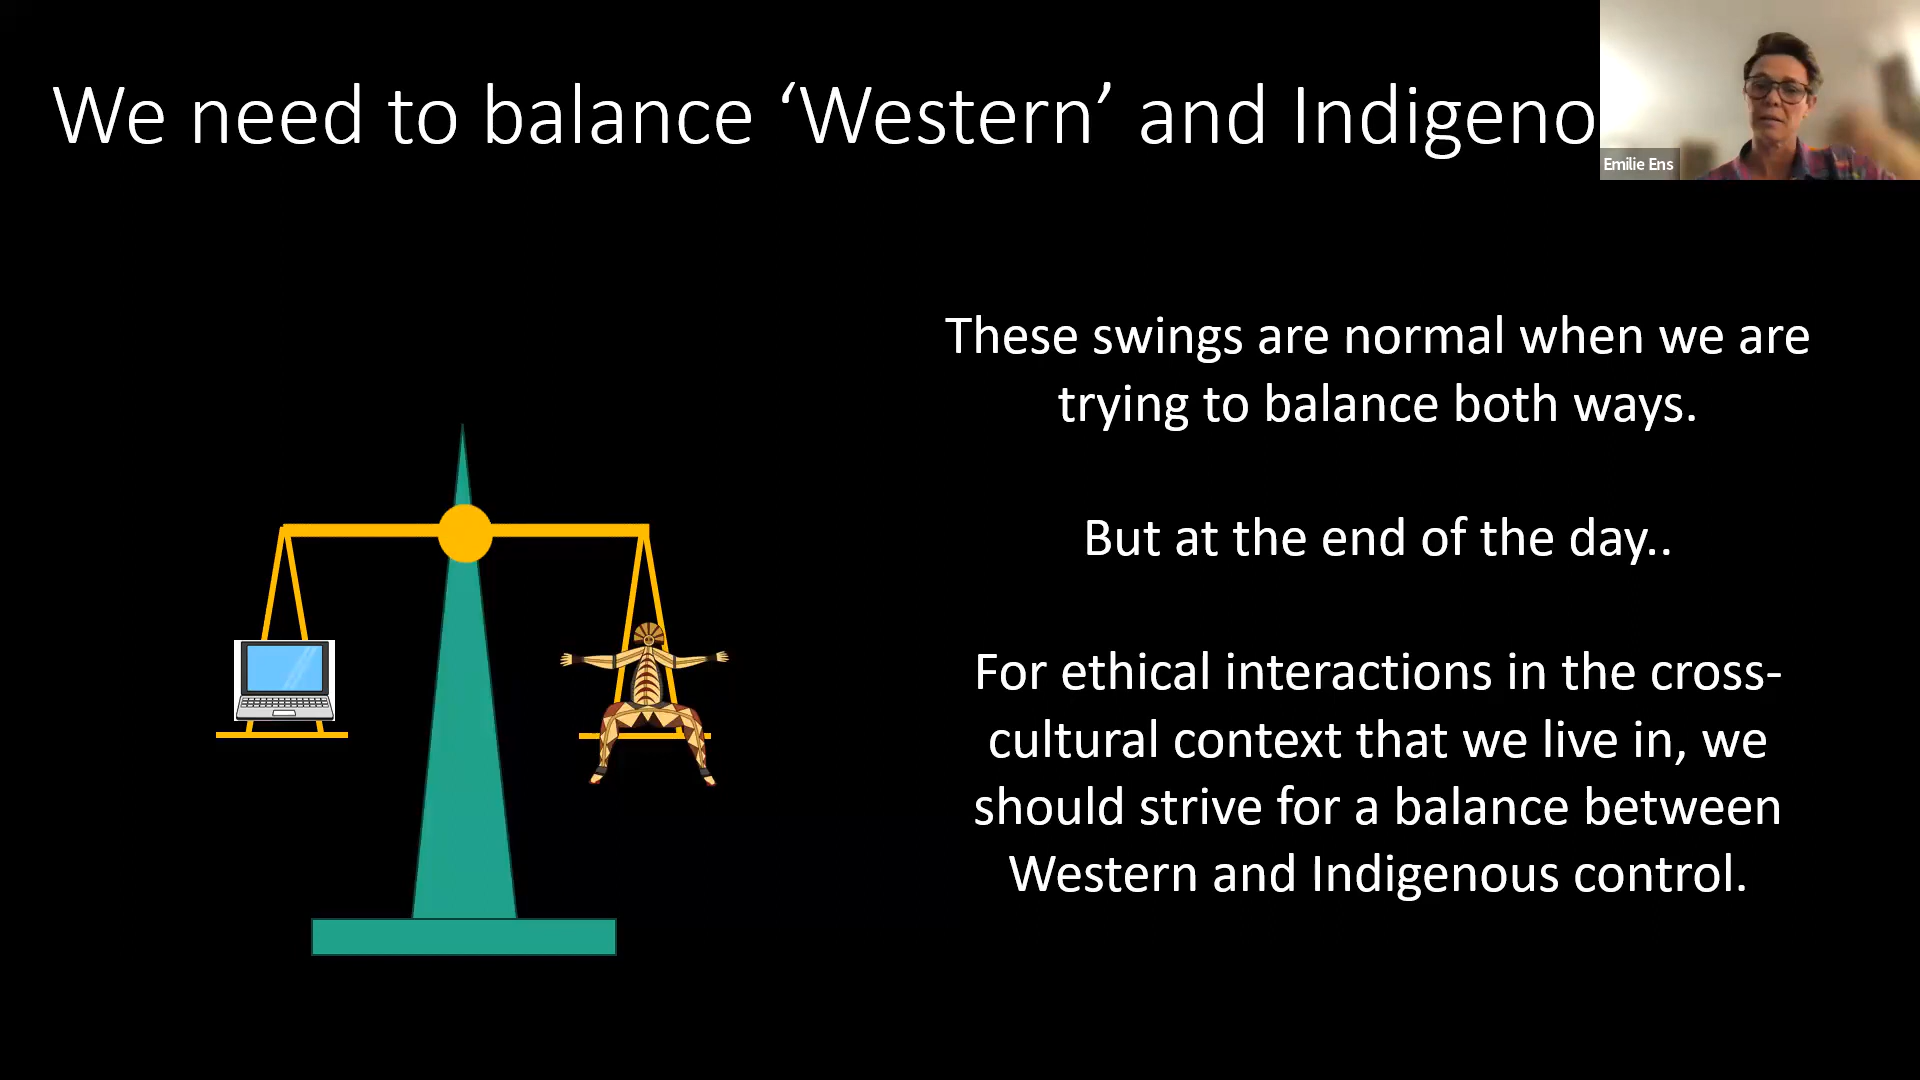 We need to balance ‘Western’ and Indigeno
Emilie Ens
These swings are normal when we are
trying to balance both ways.
But at the end of the day..
For ethical interactions in the cross-
cultural context that we live in, we
should strive for a balance between
Western and Indigenous control.